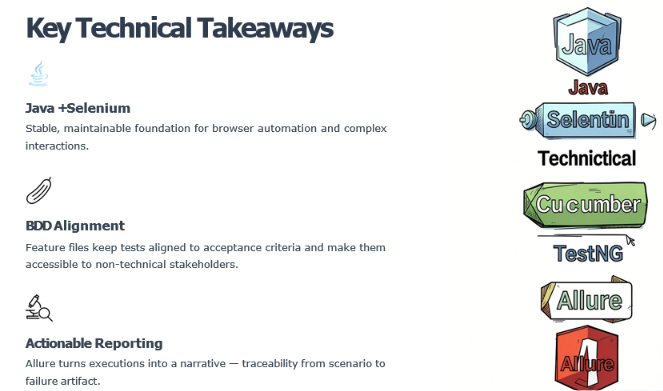 Key Technical Takeaways
Java +Selenium
Stable, maintainable foundation for browser automation and complex
interactions.
BDD Alignment
Feature files keep tests aligned to acceptance criteria and make them
accessible to non-technical stakeholders.
Actionable Reporting
Allure turns executions into a narrative — traceability from scenario to
failure artifact.
Java
Java
Selentin
Technictical
Cucumber
TestNG
Allure
Allure